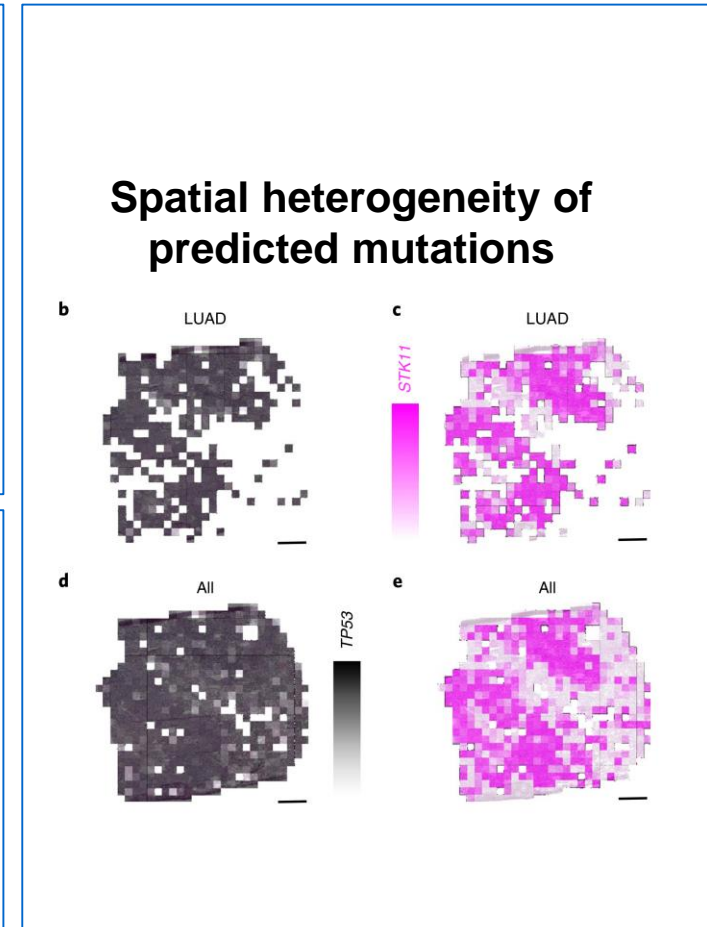 Spatial heterogeneity of
predicted mutations
b
LUAD
c
LUAD
STK11
d
All
TP53
e
All